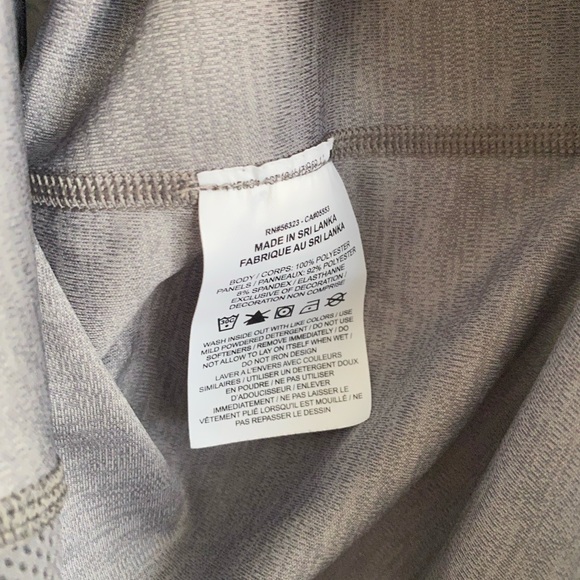 RN#56323 - CA#05553
MADE IN SRI LANKA
FABRIQUE AU SRI LANKA
BODY / CORPS: 100% POLYESTER
PANELS / PANNEAUX: 92% POLYESTER
8% SPANDEX / ELASTHANNE
EXCLUSIVE OF DECORATION /
DECORATION NON COMPRISE
WASH INSIDE OUT WITH LIKE COLORS / USE
MILD POWDERED DETERGENT / DO NOT USE
SOFTENERS / REMOVE IMMEDIATELY / DO
NOT ALLOW TO LAY ON ITSELF WHEN WET /
DO NOT IRON DESIGN
LAVER A L'ENVERS AVEC COULEURS
SIMILAIRES / UTILISER UN DETERGENT DOUX
EN POUDRE / NE PAS UTILISER
D'ADOUCISSEUR / ENLEVER
IMMEDIATEMENT / NE PAS LAISSER LE
VÊTEMENT PLIÉ LORSQU'IL EST MOUILLÉ / NE
PAS REPASSER LE DESSIN